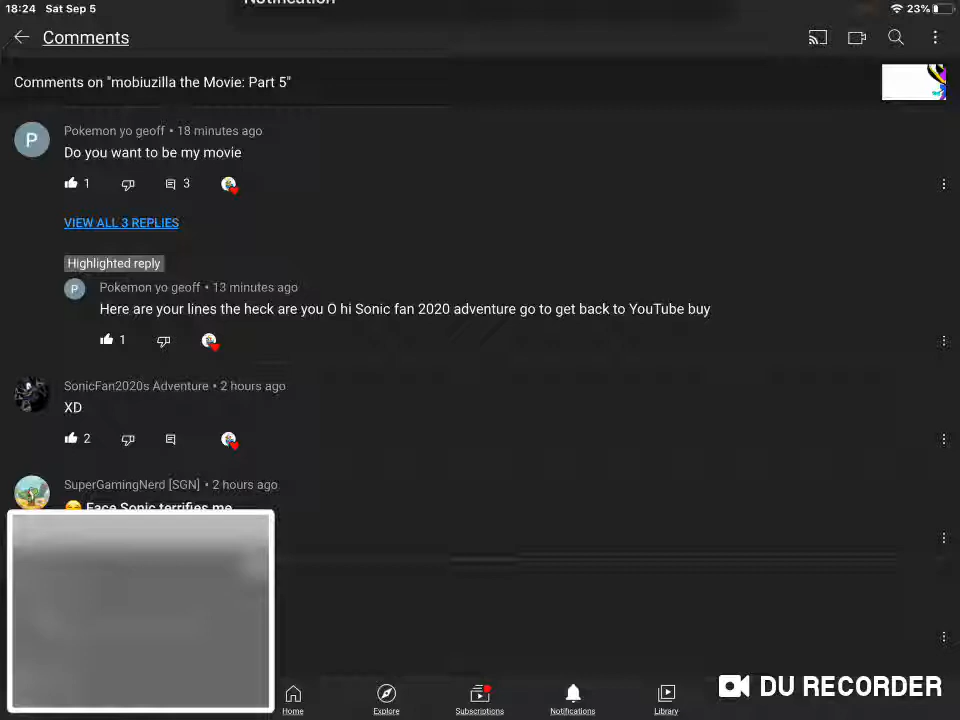 Notification
18:24 Sat Sep 5
23%
Comments
Comments on "mobiuzilla the Movie: Part 5"
P
Pokemon yo geoff • 18 minutes ago
Do you want to be my movie
1
3
VIEW ALL 3 REPLIES
Highlighted reply
P
Pokemon yo geoff • 13 minutes ago
Here are your lines the heck are you O hi Sonic fan 2020 adventure go to get back to YouTube buy
1
SonicFan2020s Adventure • 2 hours ago
XD
2
SuperGamingNerd [SGN] • 2 hours ago
Face Sonic terrifies me
Home
Explore
Subscriptions
Notifications
Library
DU RECORDER